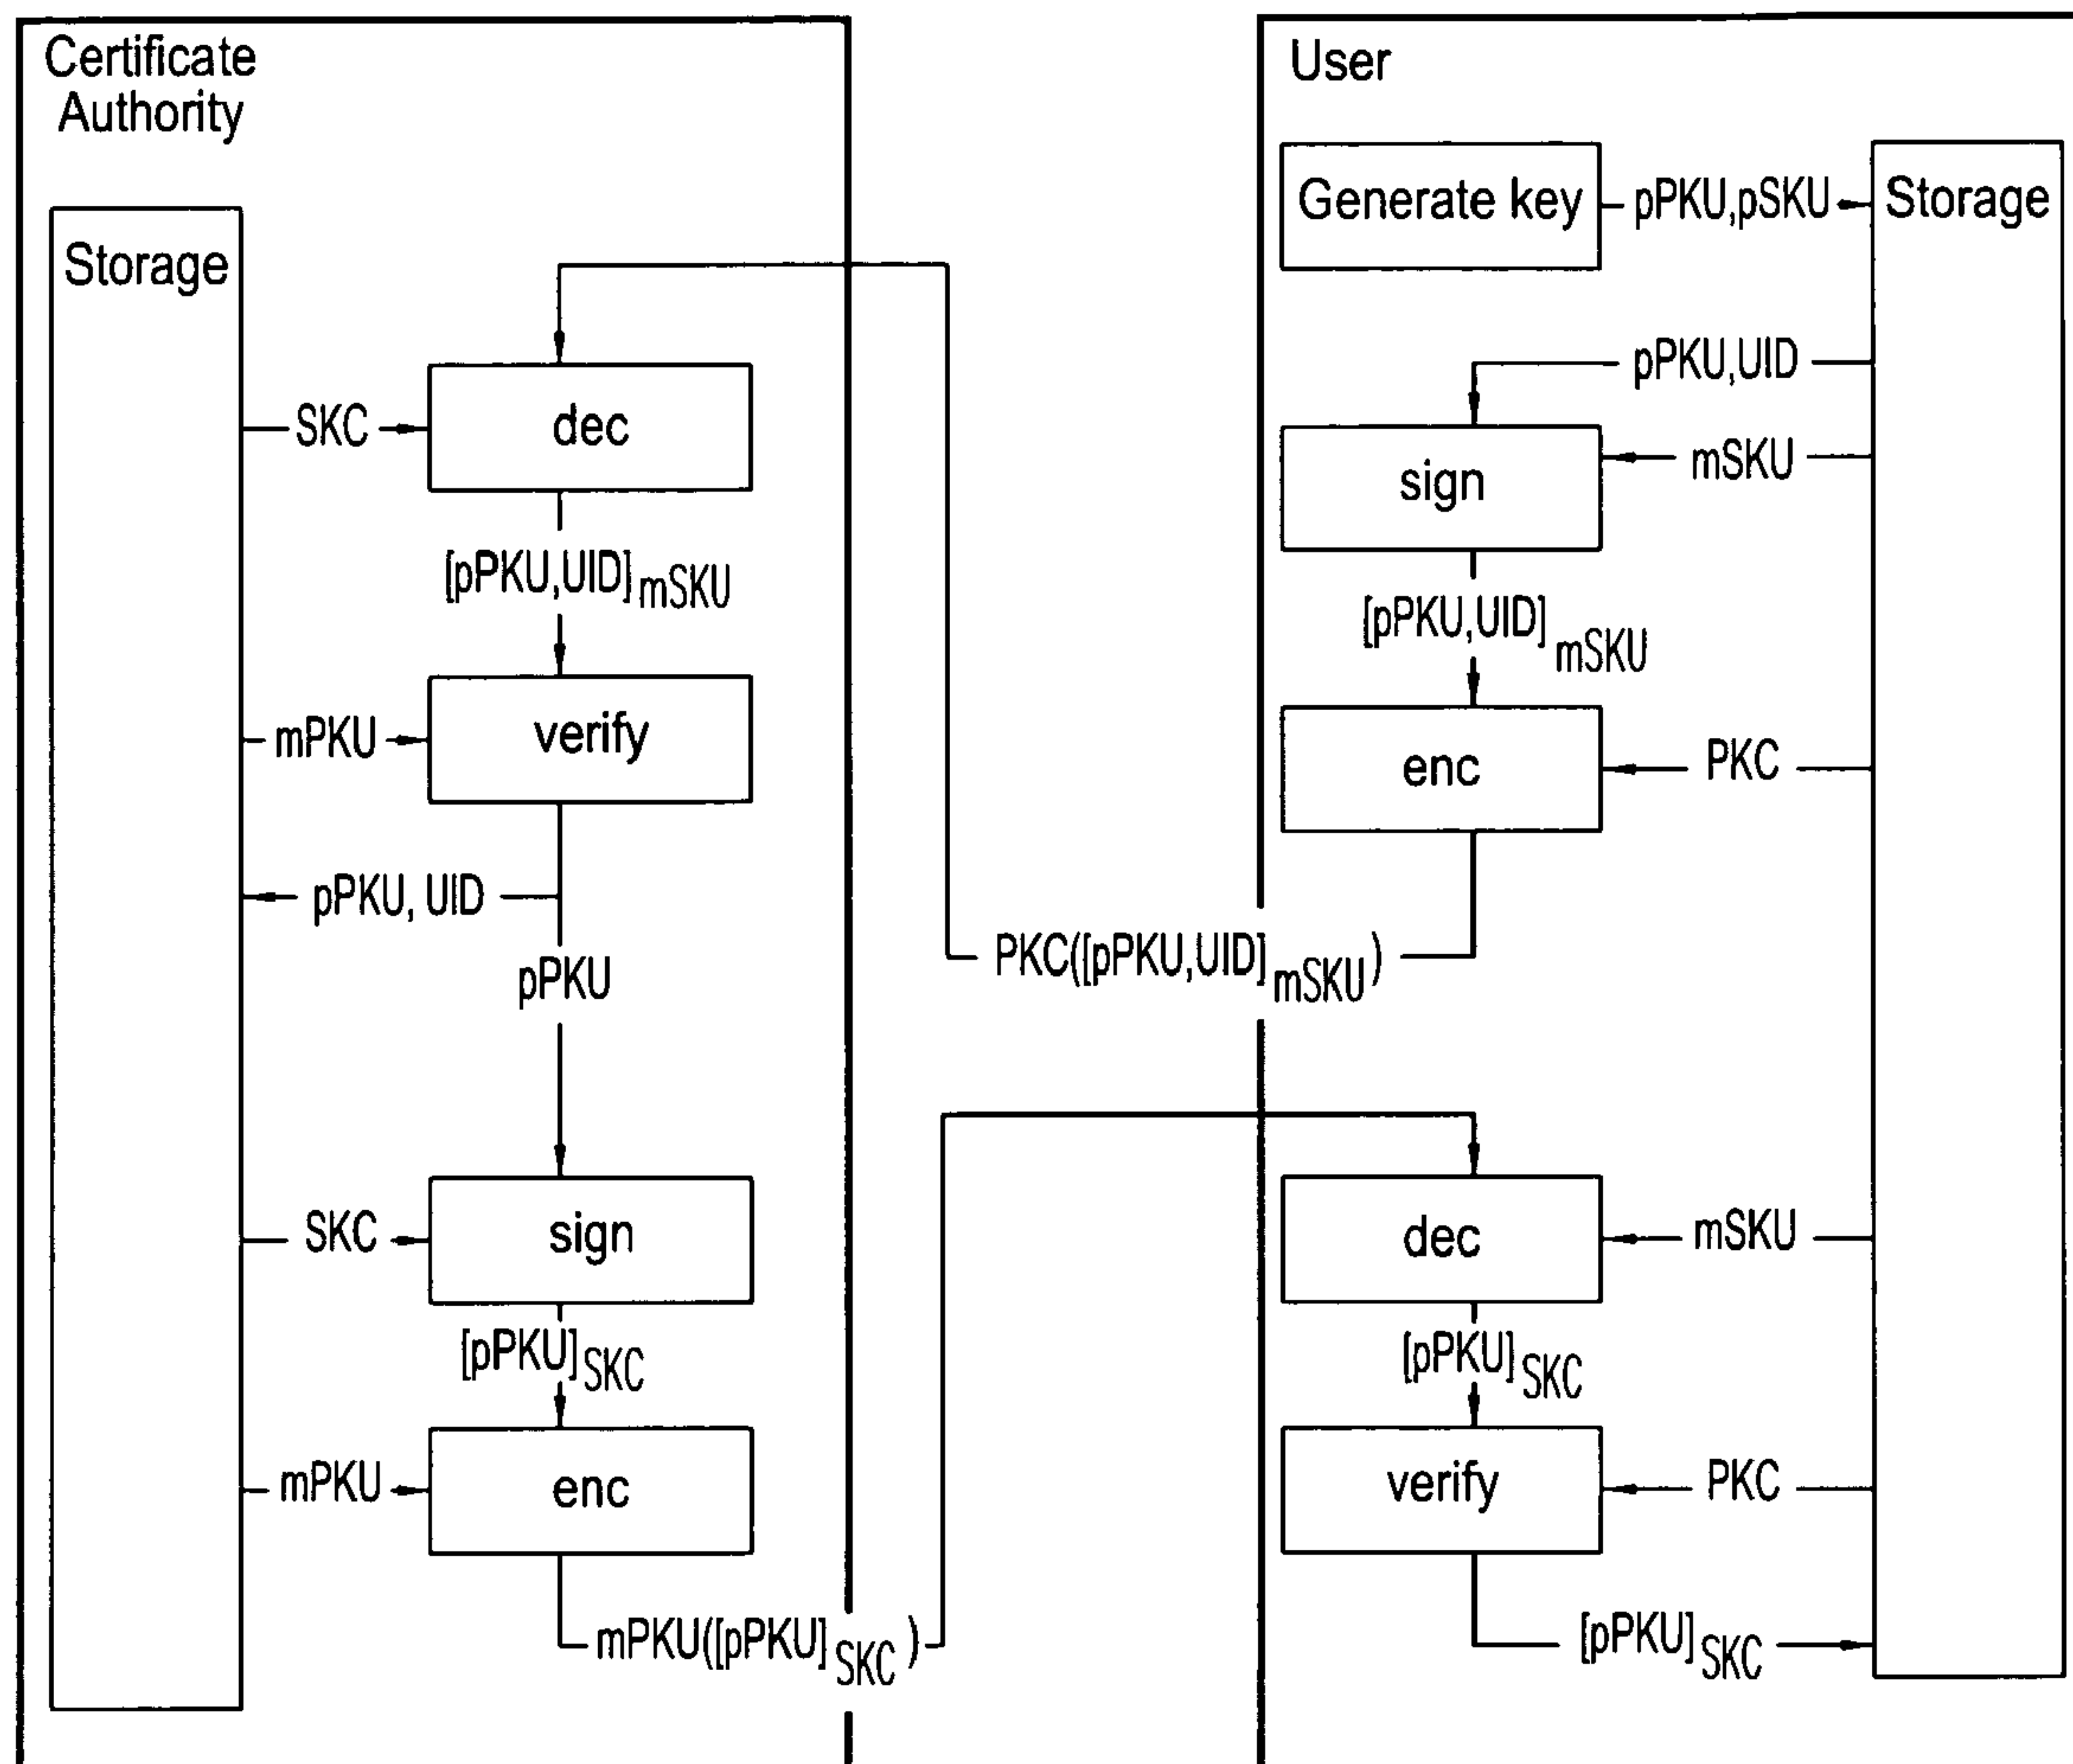 Certificate
Authority
Storage
SKC
dec
[pPKU,UID]mSKU
mPKU
verify
pPKU, UID
pPKU
SKC
sign
[pPKU]SKC
mPKU
enc
mPKU([pPKU]SKC)
PKC([pPKU,UID]mSKU)
User
Generate key
pPKU,pSKU
Storage
pPKU,UID
sign
mSKU
[pPKU,UID]mSKU
enc
PKC
dec
mSKU
[pPKU]SKC
verify
PKC
[pPKU]SKC